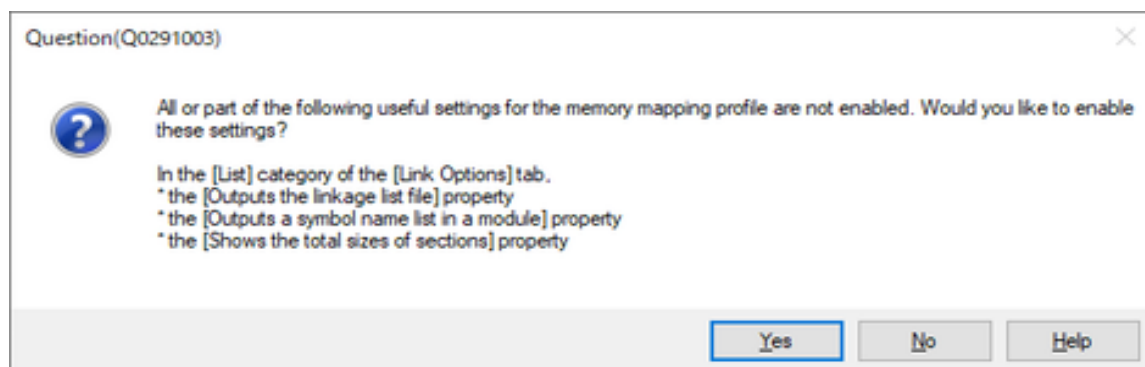 Question(Q0291003)
All or part of the following useful settings for the memory mapping profile are not enabled. Would you like to enable
these settings?
In the [List] category of the [Link Options] tab,
* the [Outputs the linkage list file] property
* the [Outputs a symbol name list in a module] property
* the [Shows the total sizes of sections] property
Yes
No
Help